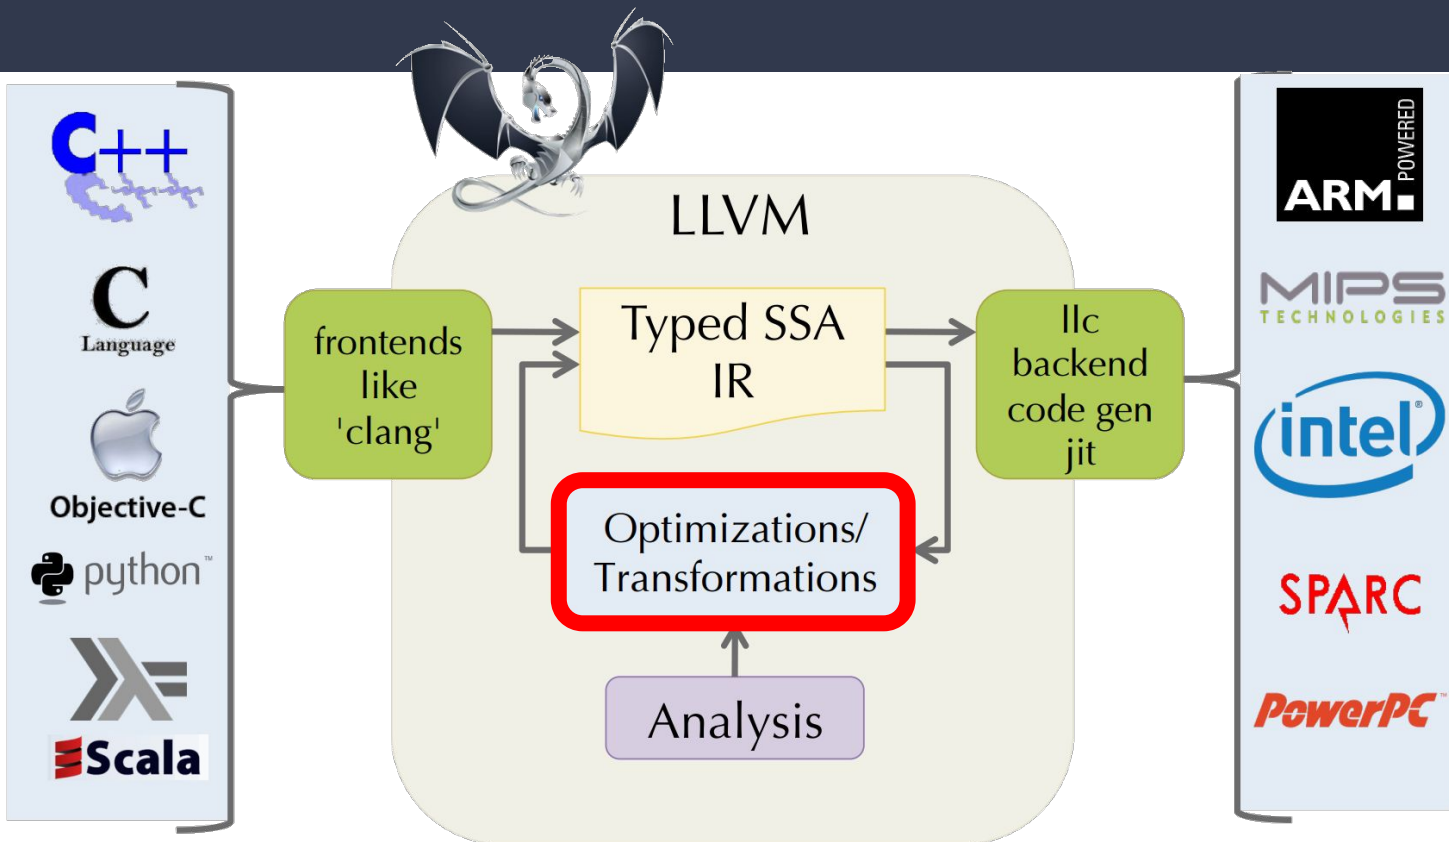 C++
C
Language
Objective-C
python™
Scala
LLVM
frontends
like
'clang'
Typed SSA
IR
llc
backend
code gen
jit
Optimizations/
Transformations
Analysis
ARM
POWERED
MIPS
TECHNOLOGIES
intel®
SPARC
PowerPC™